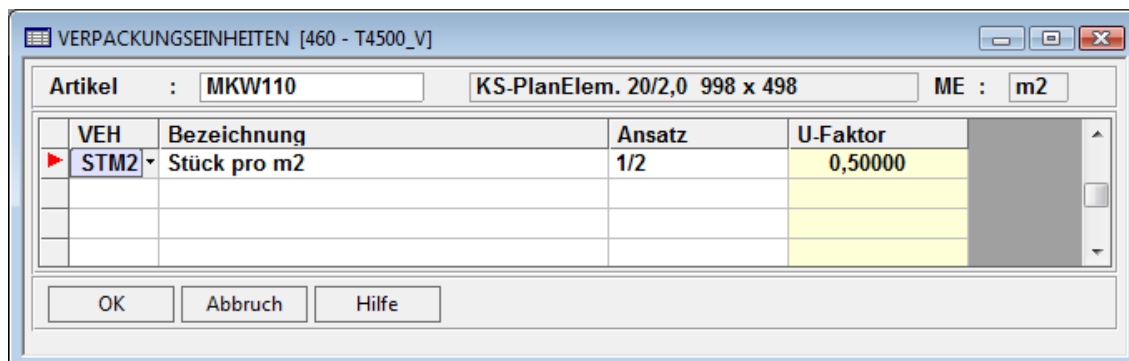 VERPACKUNGSEINHEITEN [460 - T4500_V]
Artikel : MKW110 KS-PlanElem. 20/2,0 998 x 498 ME : m2
VEH Bezeichnung Ansatz U-Faktor
STM2 Stück pro m2 1/2 0,50000
OK Abbruch Hilfe